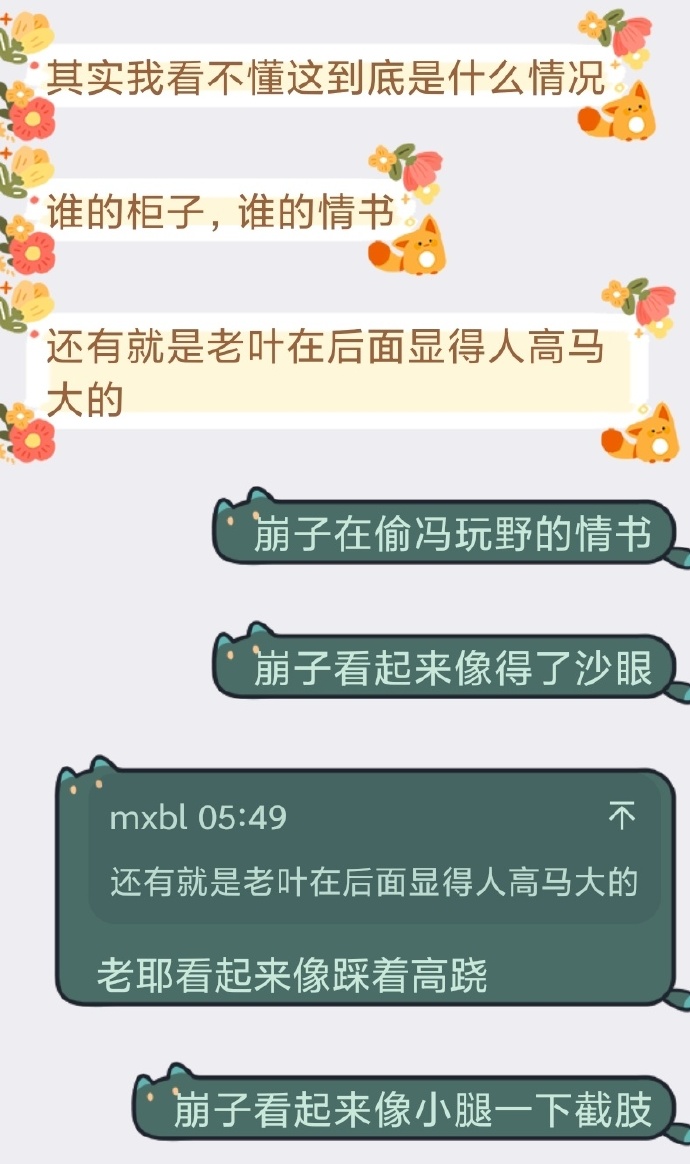 其实我看不懂这到底是什么情况
谁的柜子，谁的情书
还有就是老叶在后面显得人高马
大的
崩子在偷冯玩野的情书
崩子看起来像得了沙眼
mxbl 05:49
还有就是老叶在后面显得人高马大的
老耶看起来像踩着高跷
崩子看起来像小腿一下截肢